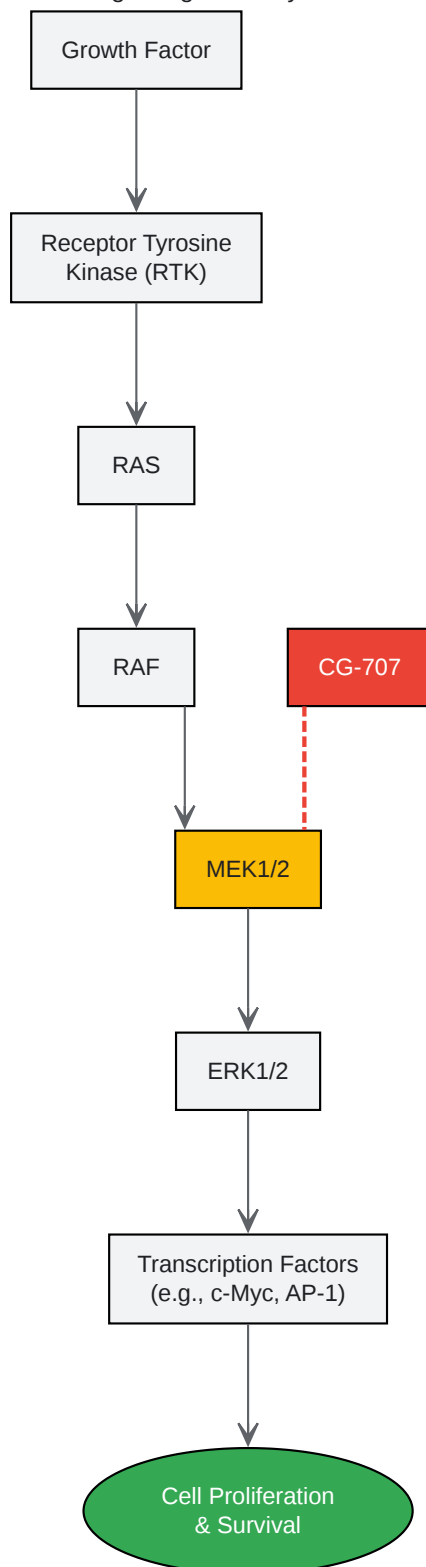 Growth Factor
Receptor Tyrosine
Kinase (RTK)
RAS
RAF
CG-707
MEK1/2
ERK1/2
Transcription Factors
(e.g., c-Myc, AP-1)
Cell Proliferation
& Survival